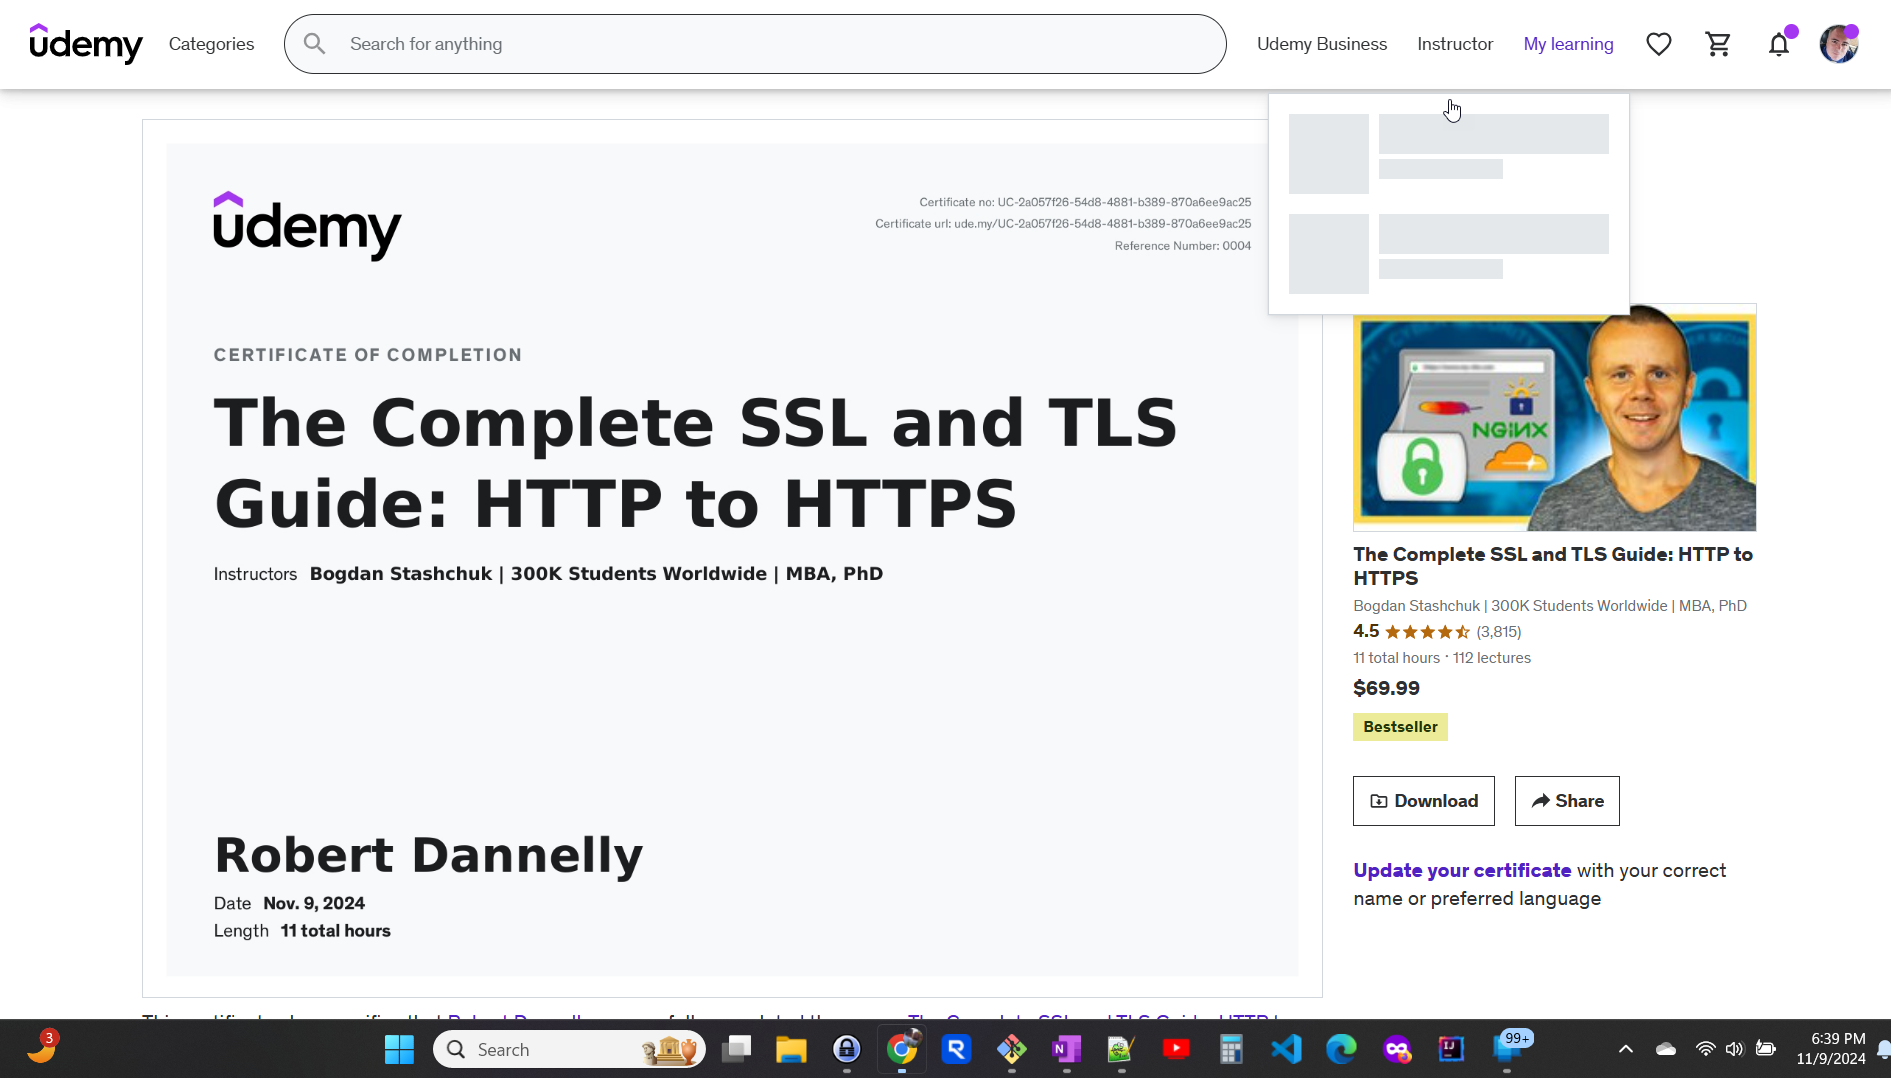 udemy
Categories
Search for anything
Udemy Business
Instructor
My learning
udemy
Certificate no: UC-2a057f26-54d8-4881-b389-870a6ee9ac25
Certificate url: ude.my/UC-2a057f26-54d8-4881-b389-870a6ee9ac25
Reference Number: 0004
CERTIFICATE OF COMPLETION
The Complete SSL and TLS
Guide: HTTP to HTTPS
Instructors Bogdan Stashchuk | 300K Students Worldwide | MBA, PhD
Robert Dannelly
Date Nov. 9, 2024
Length 11 total hours
NGINX
The Complete SSL and TLS Guide: HTTP to
HTTPS
Bogdan Stashchuk | 300K Students Worldwide | MBA, PhD
4.5 (3,815)
11 total hours · 112 lectures
$69.99
Bestseller
Download
Share
Update your certificate with your correct
name or preferred language
3
Search
99+
6:39 PM
11/9/2024